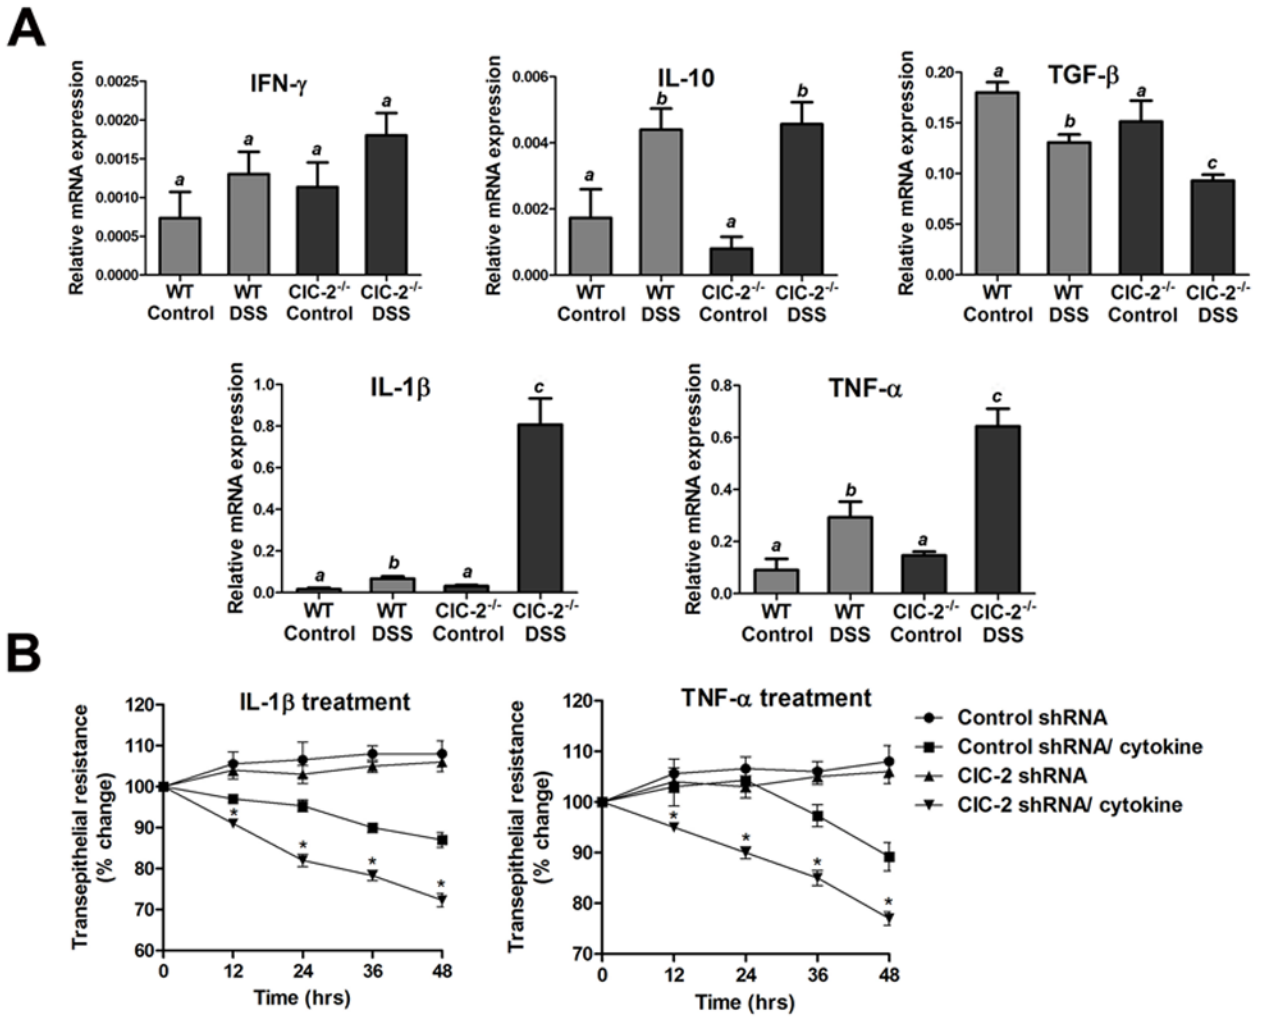 A
IFN-γ
Relative mRNA expression
0.0025
0.0020
0.0015
0.0010
0.0005
0.0000
a
a
a
a
WT
Control
WT
DSS
ClC-2-/-
Control
ClC-2-/-
DSS
IL-10
Relative mRNA expression
0.006
0.004
0.002
0.000
a
b
a
b
WT
Control
WT
DSS
ClC-2-/-
Control
ClC-2-/-
DSS
TGF-β
Relative mRNA expression
0.20
0.15
0.10
0.05
0.00
a
b
a
c
WT
Control
WT
DSS
ClC-2-/-
Control
ClC-2-/-
DSS
IL-1β
Relative mRNA expression
1.0
0.8
0.6
0.4
0.2
0.0
a
b
a
c
WT
Control
WT
DSS
ClC-2-/-
Control
ClC-2-/-
DSS
TNF-α
Relative mRNA expression
0.8
0.6
0.4
0.2
0.0
a
b
a
c
WT
Control
WT
DSS
ClC-2-/-
Control
ClC-2-/-
DSS
B
IL-1β treatment
Transepithelial resistance
(% change)
120
110
100
90
80
70
60
*
*
*
*
0 12 24 36 48
Time (hrs)
TNF-α treatment
Transepithelial resistance
(% change)
120
110
100
90
80
70
*
*
*
*
0 12 24 36 48
Time (hrs)
Control shRNA
Control shRNA/ cytokine
ClC-2 shRNA
ClC-2 shRNA/ cytokine